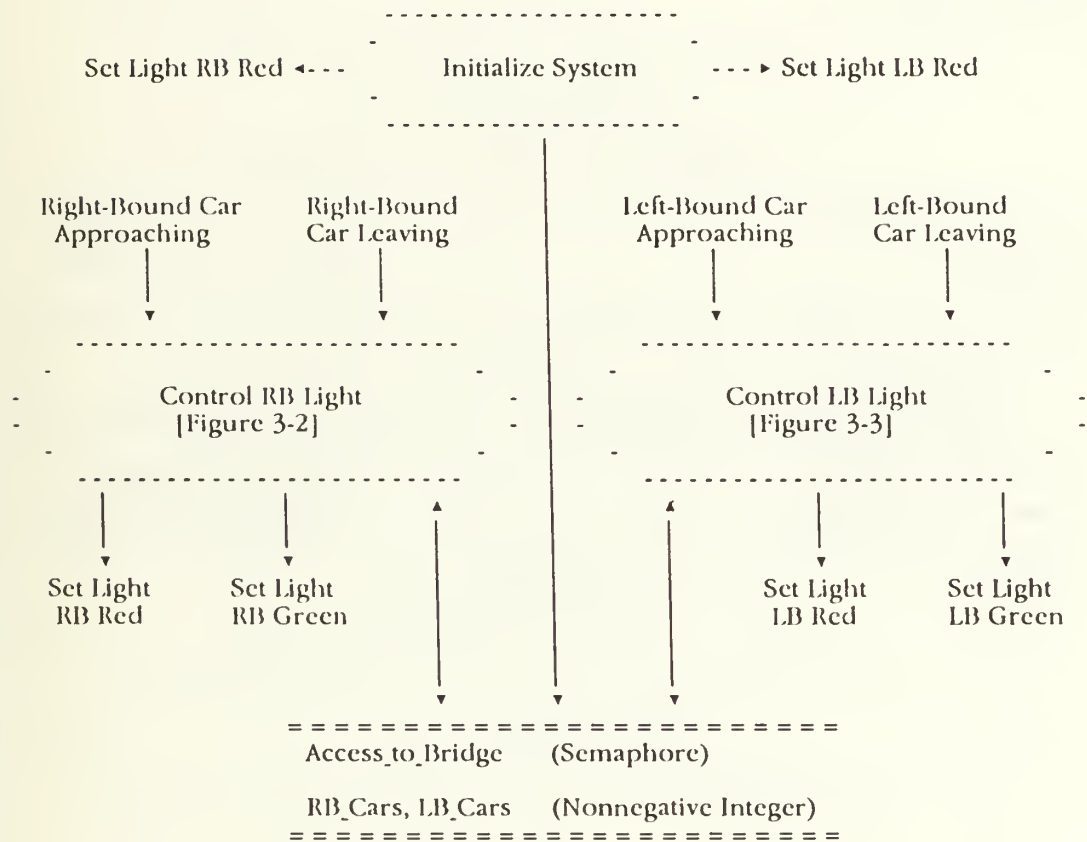 Initialize System
Set Light RB Red
Set Light LB Red
Right-Bound Car
Approaching
Right-Bound
Car Leaving
Left-Bound Car
Approaching
Left-Bound
Car Leaving
Control RB Light
[Figure 3-2]
Control LB Light
[Figure 3-3]
Set Light
RB Red
Set Light
RB Green
Set Light
LB Red
Set Light
LB Green
Access_to_Bridge (Semaphore)
RB_Cars, LB_Cars (Nonnegative Integer)